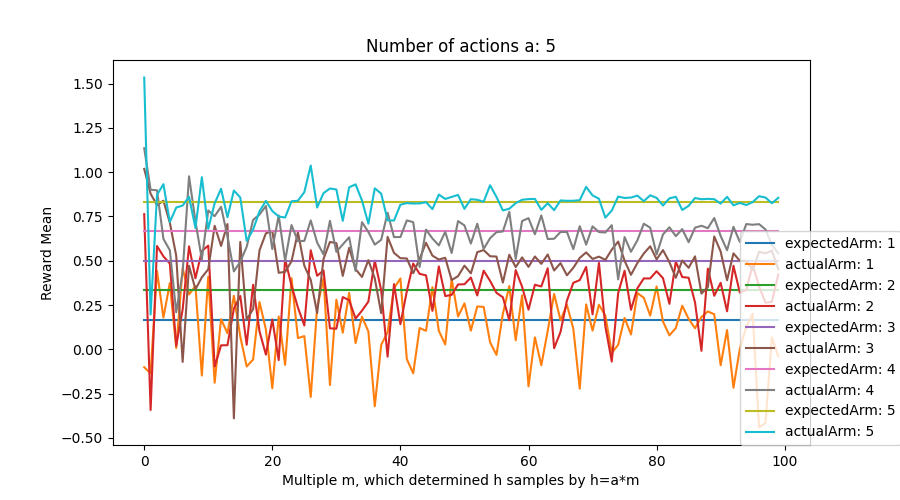 Number of actions a: 5
Reward Mean
1.50
1.25
1.00
0.75
0.50
0.25
0.00
−0.25
−0.50
0
20
40
60
80
100
Multiple m, which determined h samples by h=a*m
expectedArm: 1
actualArm: 1
expectedArm: 2
actualArm: 2
expectedArm: 3
actualArm: 3
expectedArm: 4
actualArm: 4
expectedArm: 5
actualArm: 5